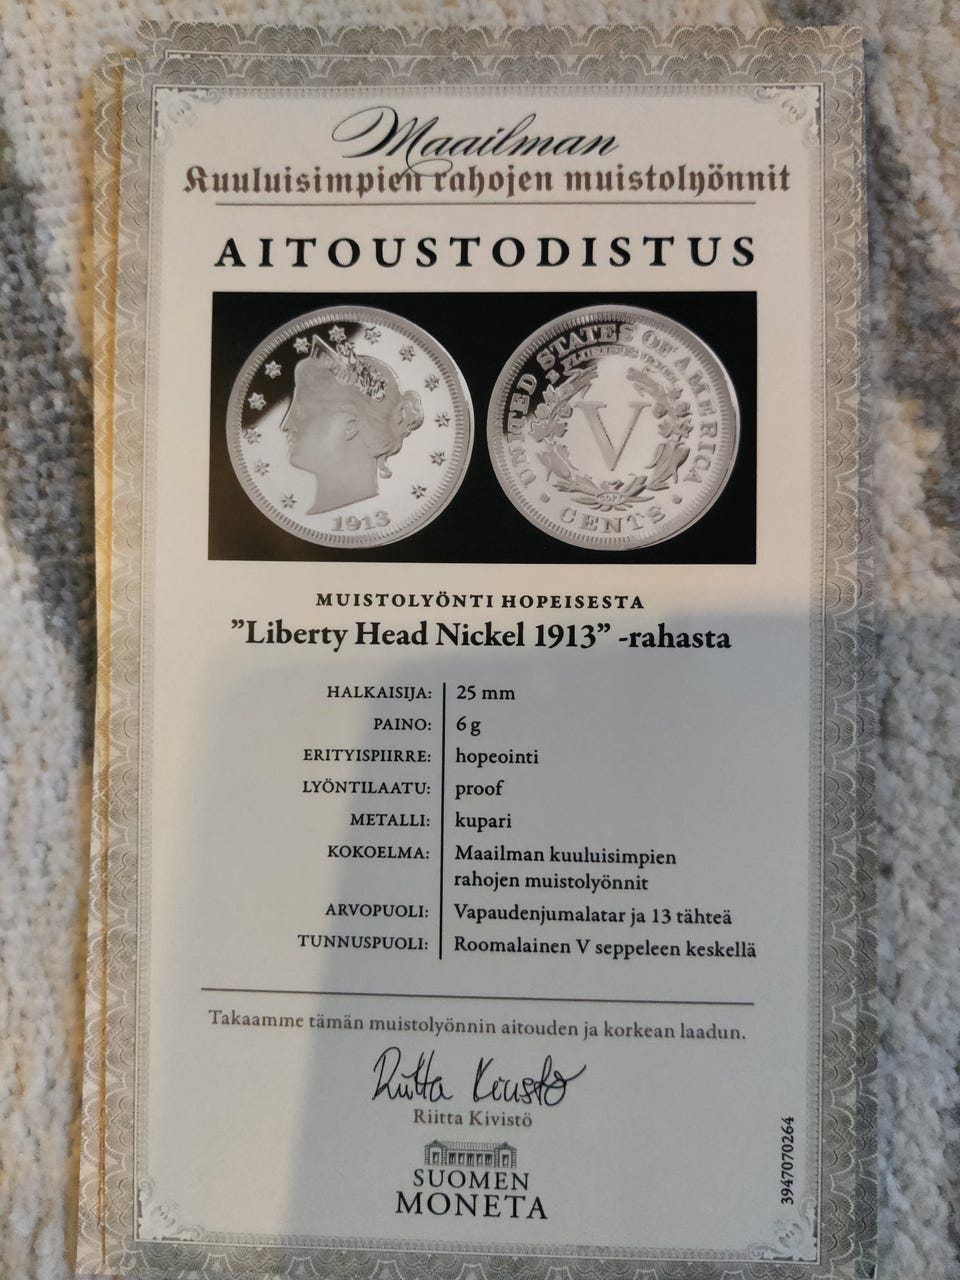 Maailman
Kuuluisimpien rahojen muistolyönnit
AITOUSTODISTUS
1913
UNITED STATES OF AMERICA
E PLURIBUS UNUM
V
COPY
CENTS
MUISTOLYÖNTI HOPEISESTA
"Liberty Head Nickel 1913" -rahasta
HALKAISIJA: 25 mm
PAINO: 6 g
ERITYISPIIRRE: hopeointi
LYÖNTILAATU: proof
METALLI: kupari
KOKOELMA: Maailman kuuluisimpien
rahojen muistolyönnit
ARVOPUOLI: Vapaudenjumalatar ja 13 tähteä
TUNNUSPUOLI: Roomalainen V seppeleen keskellä
Takaamme tämän muistolyönnin aitouden ja korkean laadun.
Riitta Kivistö
Riitta Kivistö
SUOMEN
MONETA
3947070264